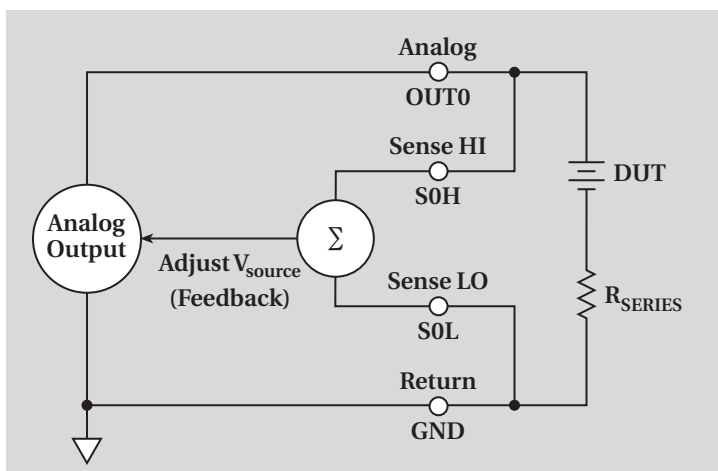 Analog
OUT0
Sense HI
S0H
DUT
Analog
Output
Σ
Adjust Vsource
(Feedback)
Sense LO
S0L
RSERIES
Return
GND